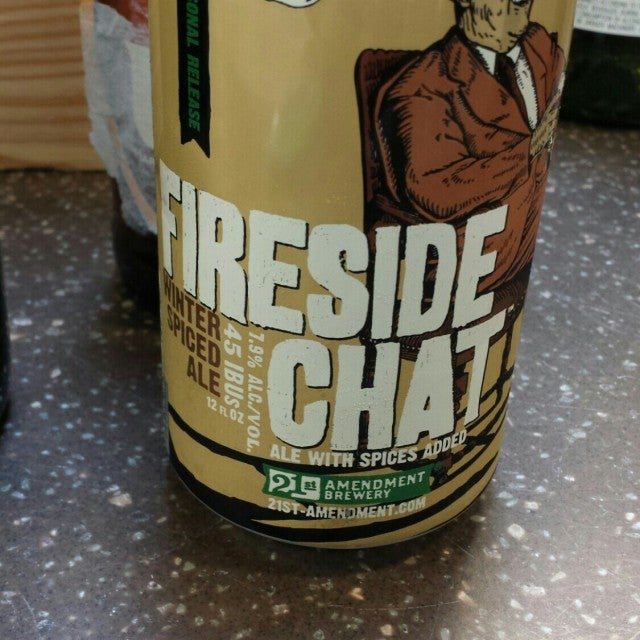 ONAL RELEASE
FIRESIDE
CHAT
WINTER
SPICED
ALE
45 IBUS
7.9% ALC./VOL.
12 FL OZ
ALE WITH SPICES ADDED
21st AMENDMENT
BREWERY
21ST-AMENDMENT.COM